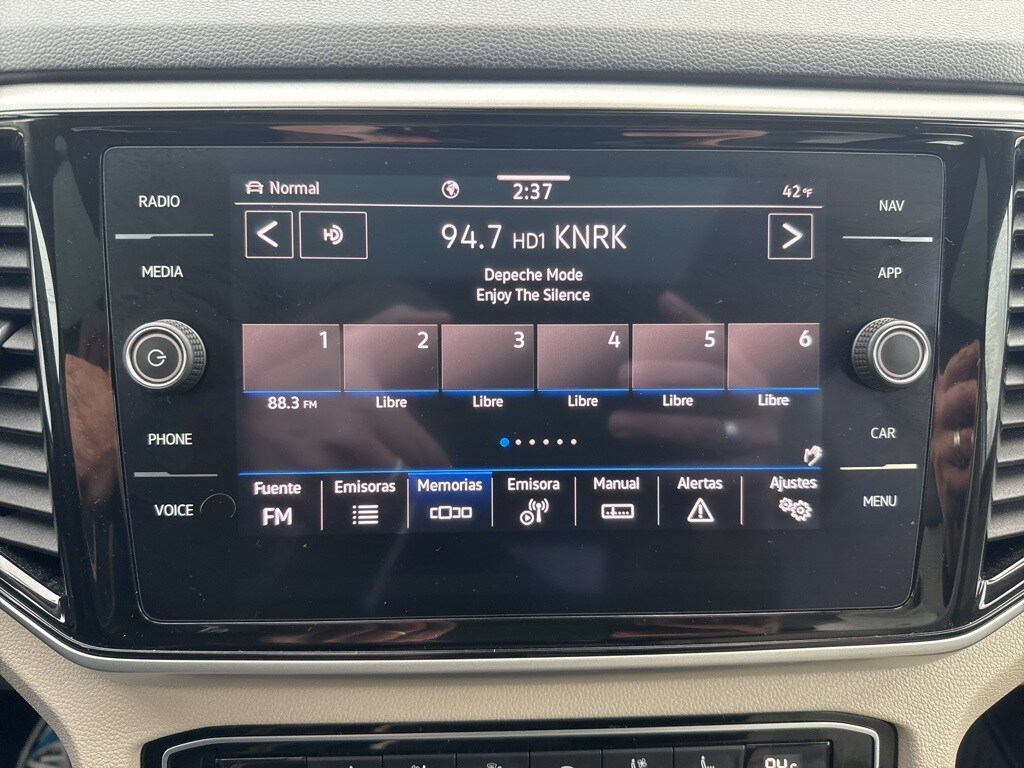 RADIO
MEDIA
PHONE
VOICE
Normal
2:37
42°F
HD
94.7 HD1 KNRK
Depeche Mode
Enjoy The Silence
1 2 3 4 5 6
88.3 FM Libre Libre Libre Libre Libre
Fuente Emisoras Memorias Emisora Manual Alertas Ajustes
FM
NAV
APP
CAR
MENU